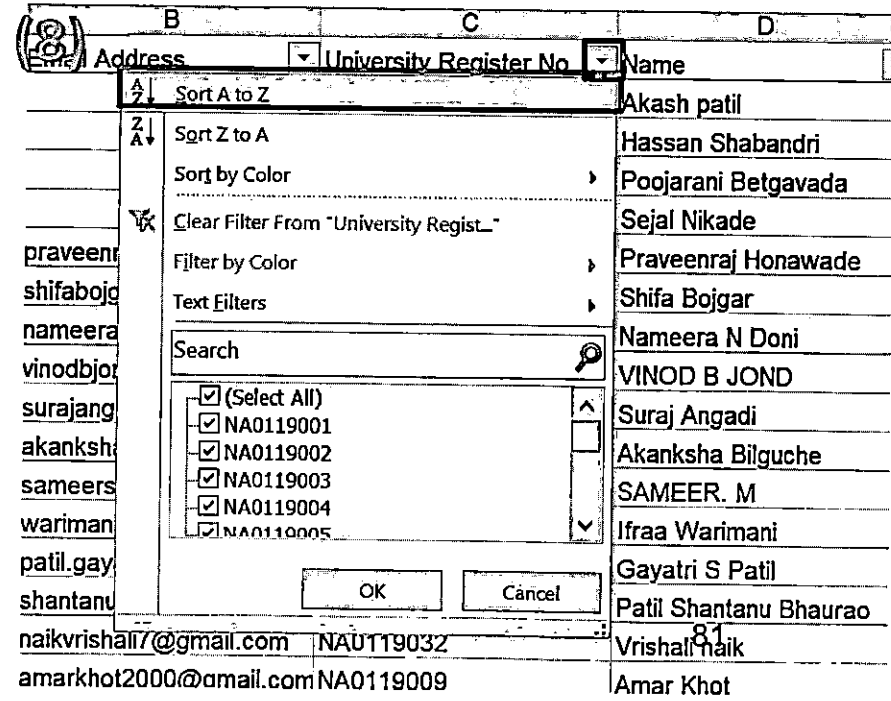 B C D
(8)
Email Address University Register No Name
Sort A to Z Akash patil
Sort Z to A Hassan Shabandri
Sort by Color Poojarani Betgavada
Clear Filter From "University Regist..." Sejal Nikade
praveenr Filter by Color Praveenraj Honawade
shifabojg Text Filters Shifa Bojgar
nameera Search Nameera N Doni
vinodbjon VINOD B JOND
(Select All)
surajang NA0119001 Suraj Angadi
akanksha NA0119002 Akanksha Bilguche
sameers NA0119003 SAMEER. M
NA0119004
wariman NA0119005 Ifraa Warimani
patil.gay Gayatri S Patil
shantanu OK Cancel Patil Shantanu Bhaurao
naikvrishali7@gmail.com NA0119032 Vrishali naik
81
amarkhot2000@gmail.com NA0119009 Amar Khot